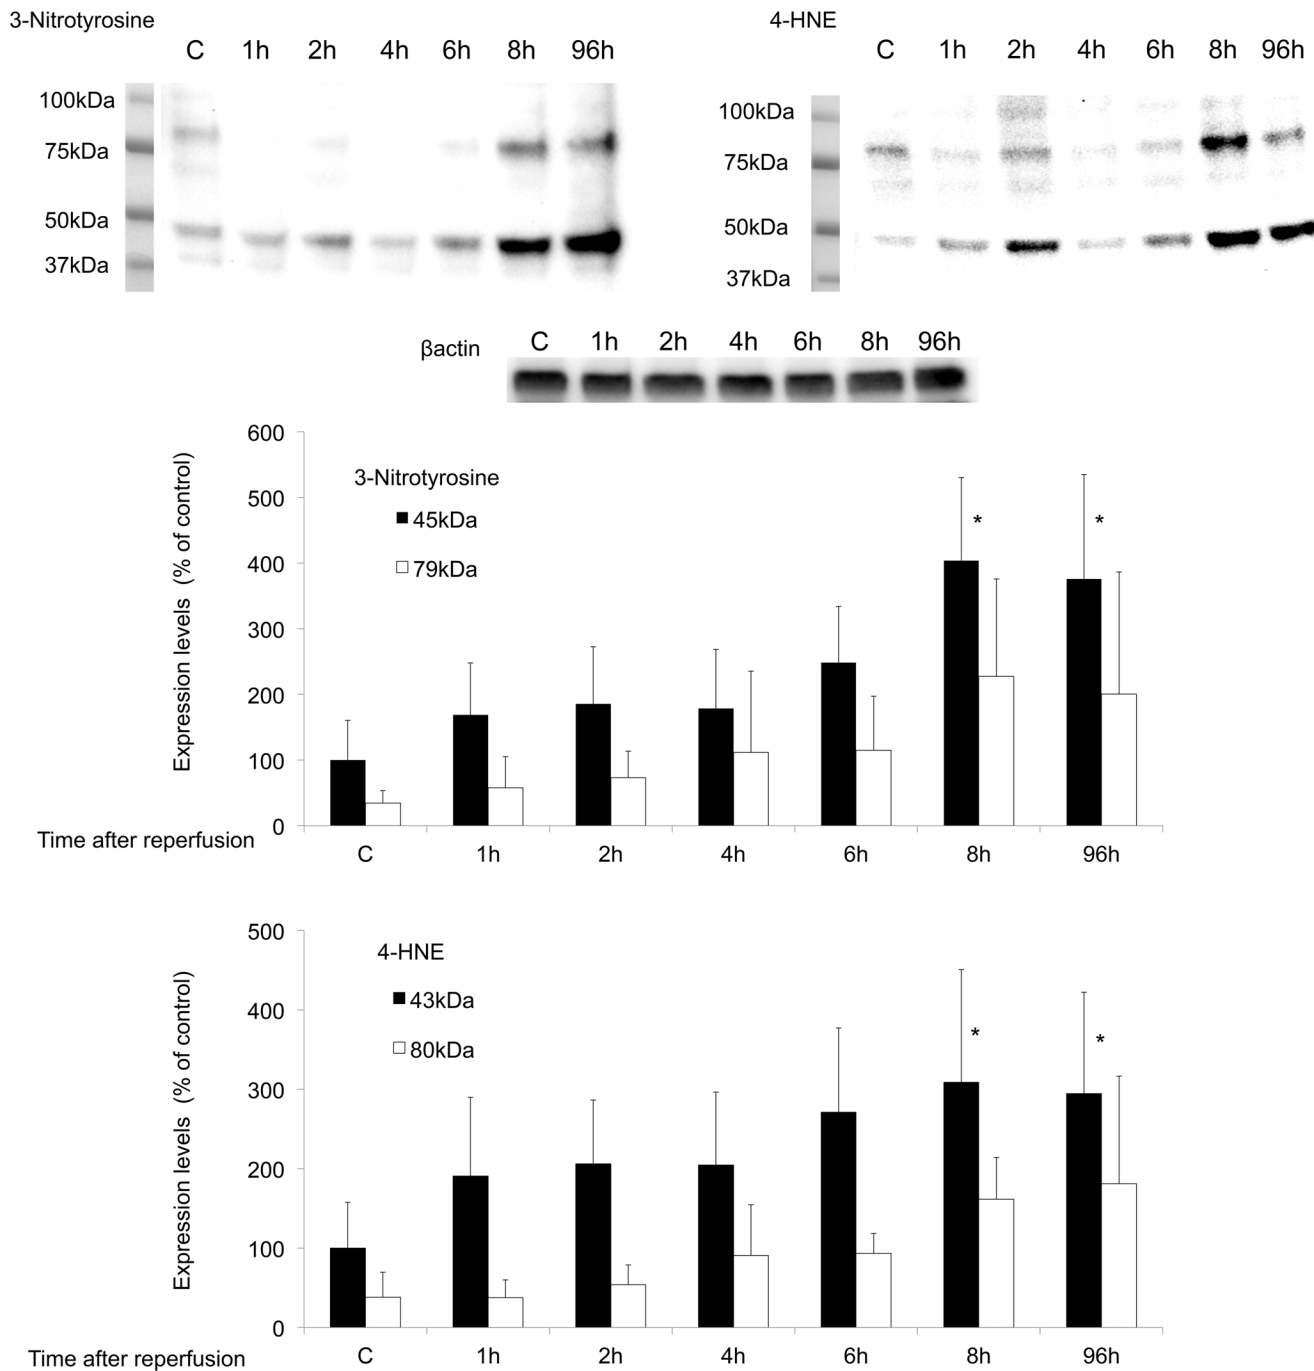 3-Nitrotyrosine
C 1h 2h 4h 6h 8h 96h
100kDa
75kDa
50kDa
37kDa
4-HNE
C 1h 2h 4h 6h 8h 96h
100kDa
75kDa
50kDa
37kDa
βactin
C 1h 2h 4h 6h 8h 96h
Expression levels (% of control)
600
500
400
300
200
100
0
3-Nitrotyrosine
45kDa
79kDa
* *
Time after reperfusion
C 1h 2h 4h 6h 8h 96h
Expression levels (% of control)
500
400
300
200
100
0
4-HNE
43kDa
80kDa
* *
Time after reperfusion
C 1h 2h 4h 6h 8h 96h